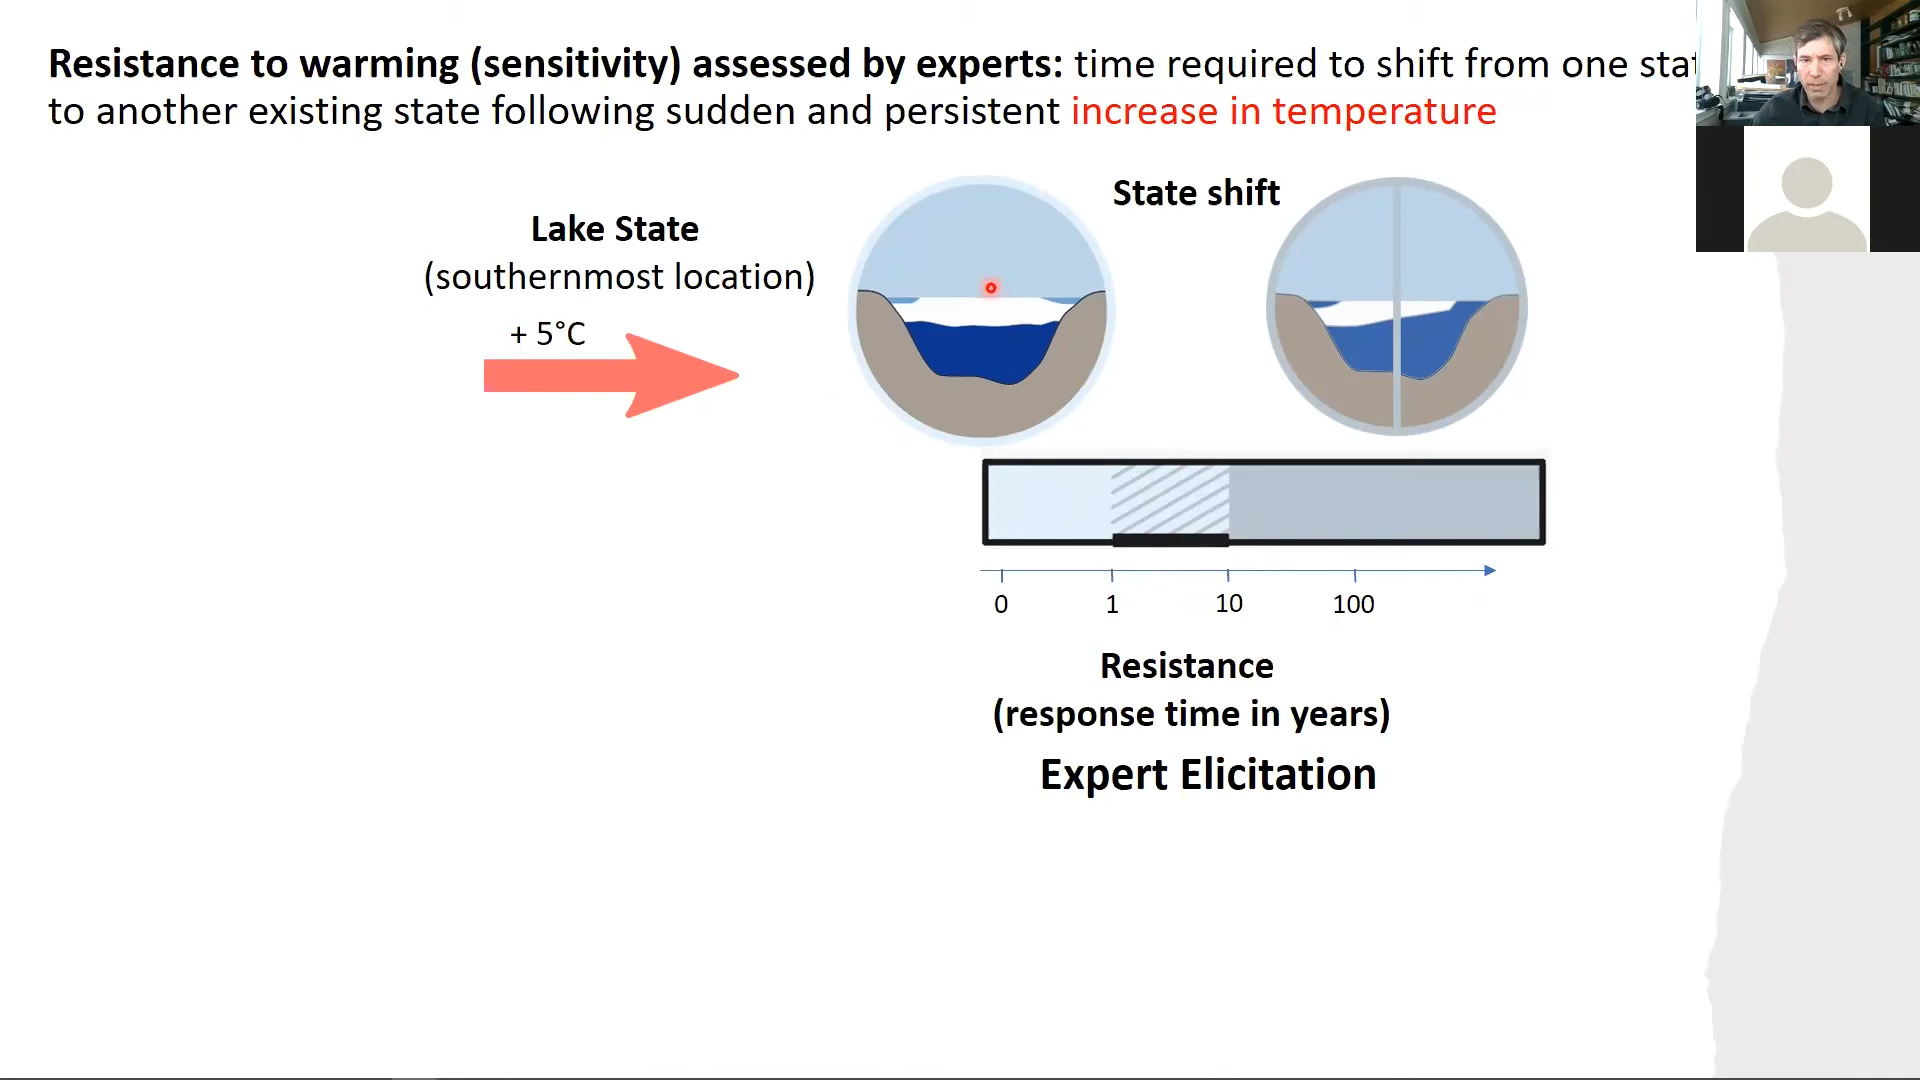 Resistance to warming (sensitivity) assessed by experts: time required to shift from one
to another existing state following sudden and persistent increase in temperature
State shift
Lake State
(southernmost location)
+ 5°C
0 1 10 100
Resistance
(response time in years)
Expert Elicitation